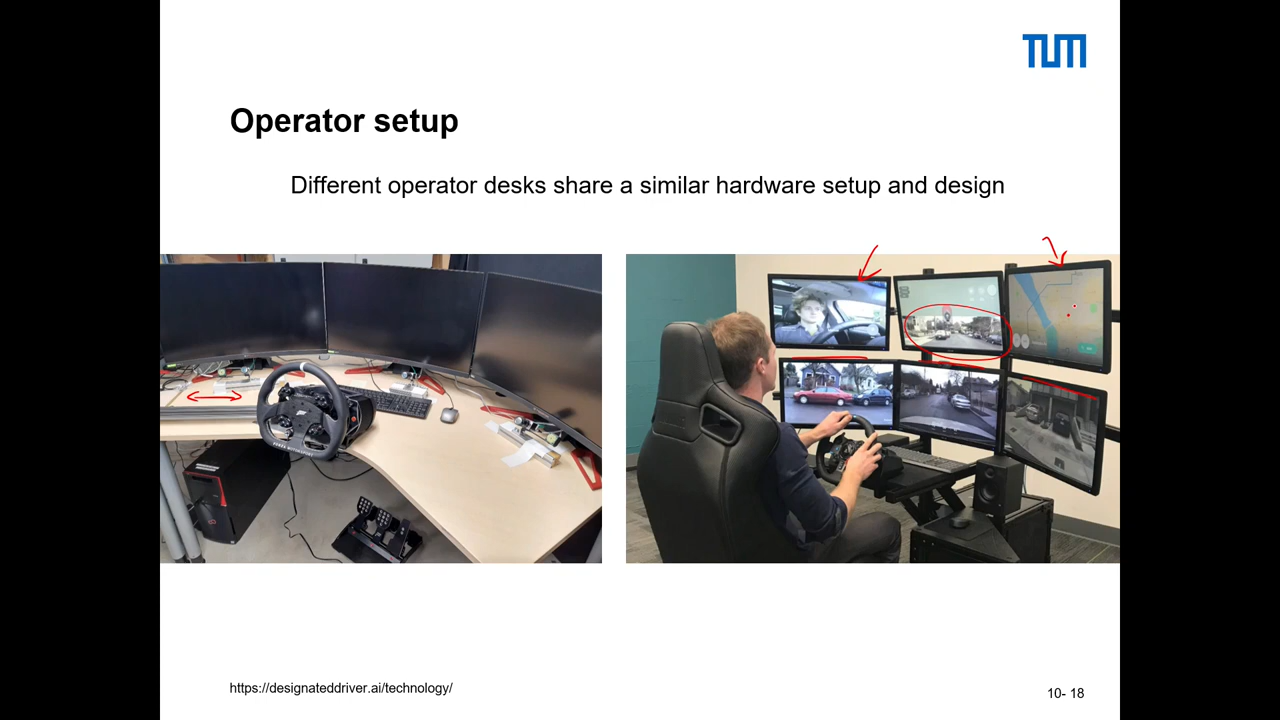 TUM
Operator setup
Different operator desks share a similar hardware setup and design
https://designateddriver.ai/technology/
10- 18